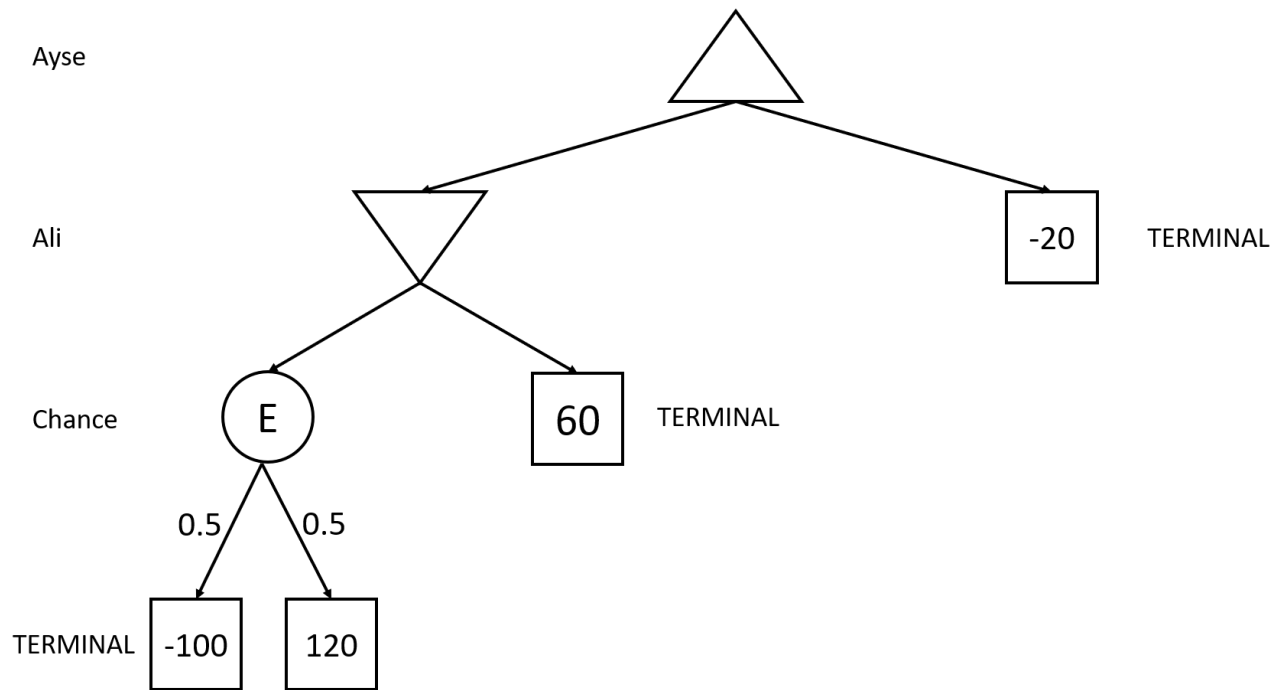 Ayse
Ali
-20 TERMINAL
Chance
E
60 TERMINAL
0.5 0.5
TERMINAL -100 120